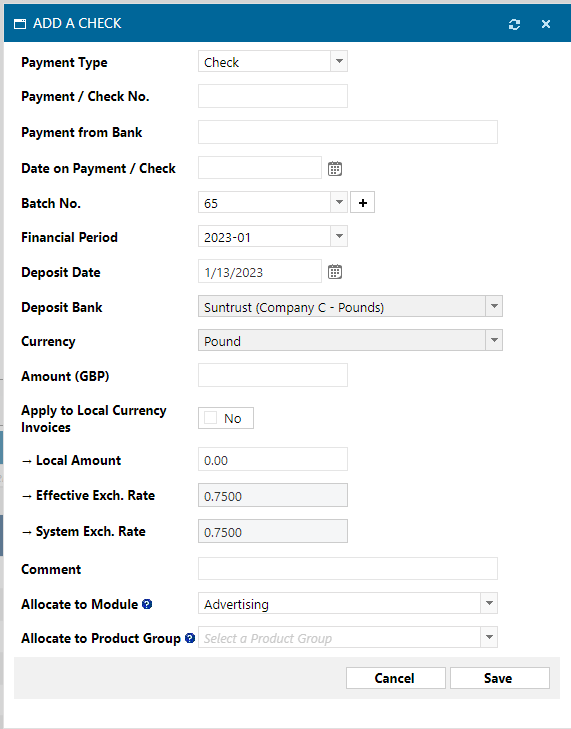 ADD A CHECK
Payment Type Check
Payment / Check No.
Payment from Bank
Date on Payment / Check
Batch No. 65 +
Financial Period 2023-01
Deposit Date 1/13/2023
Deposit Bank Suntrust (Company C - Pounds)
Currency Pound
Amount (GBP)
Apply to Local Currency
Invoices
No
→ Local Amount 0.00
→ Effective Exch. Rate 0.7500
→ System Exch. Rate 0.7500
Comment
Allocate to Module ? Advertising
Allocate to Product Group ? Select a Product Group
Cancel Save